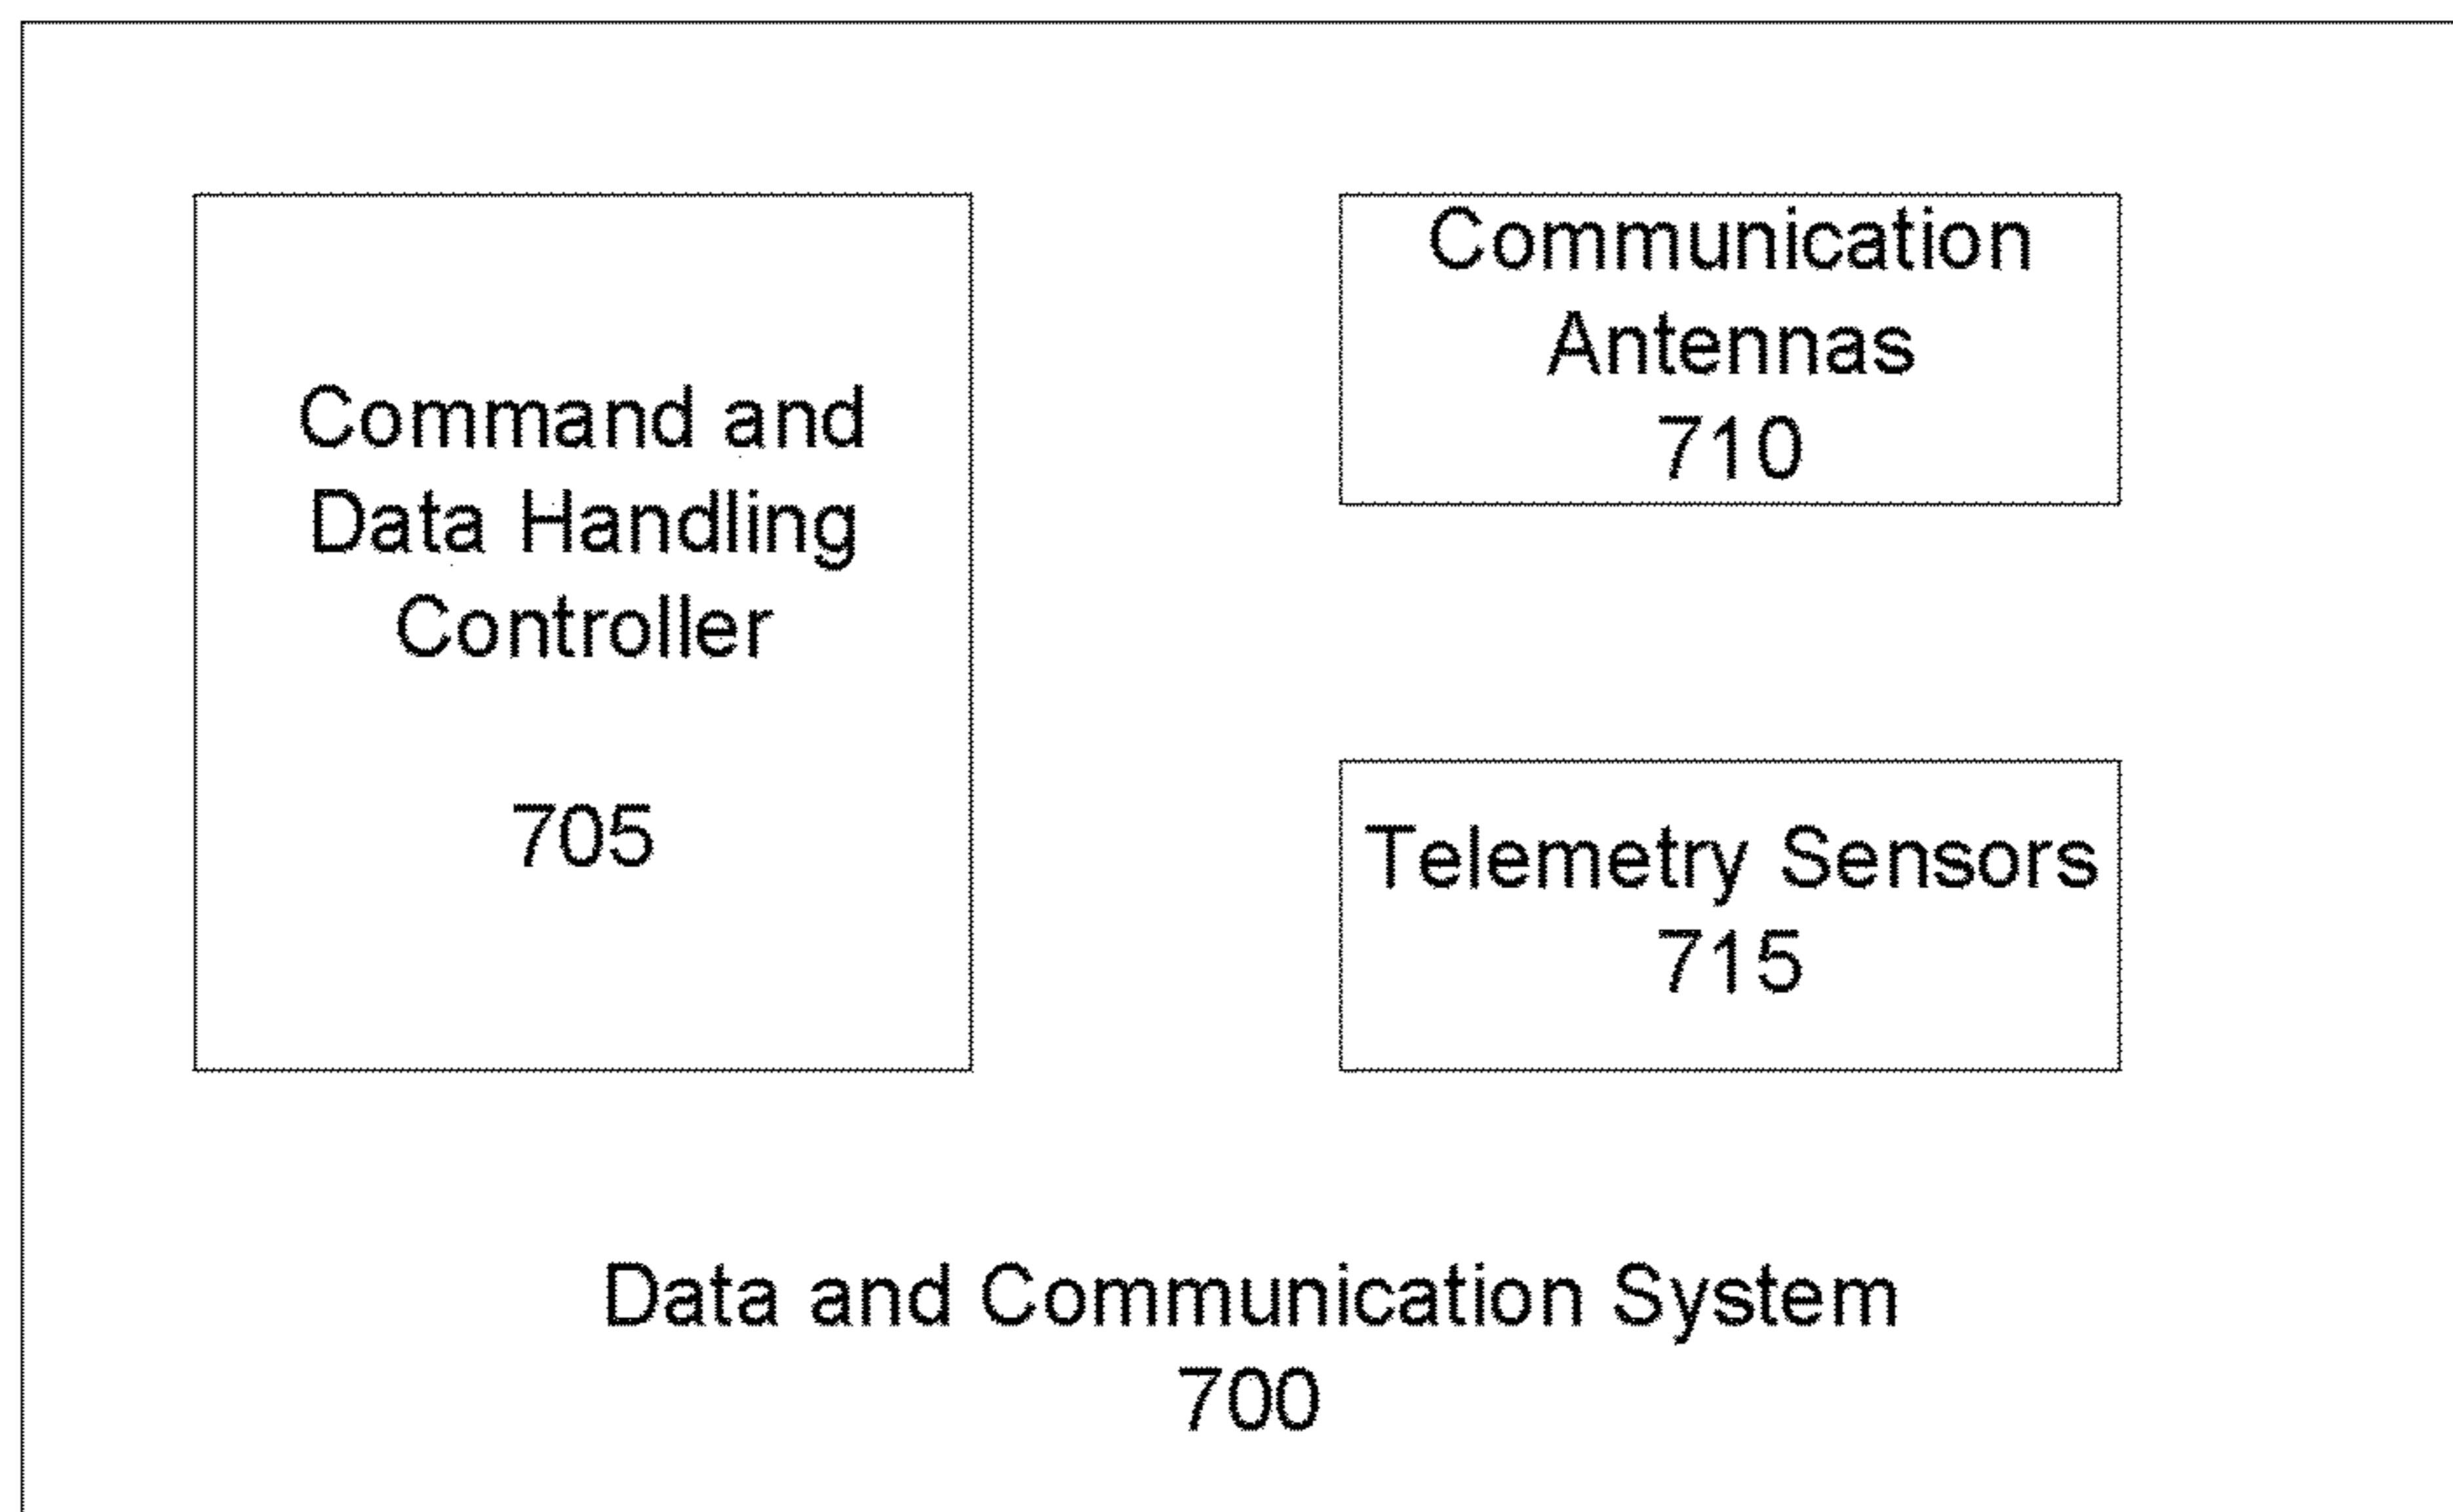 Command and
Data Handling
Controller
705
Communication
Antennas
710
Telemetry Sensors
715
Data and Communication System
700